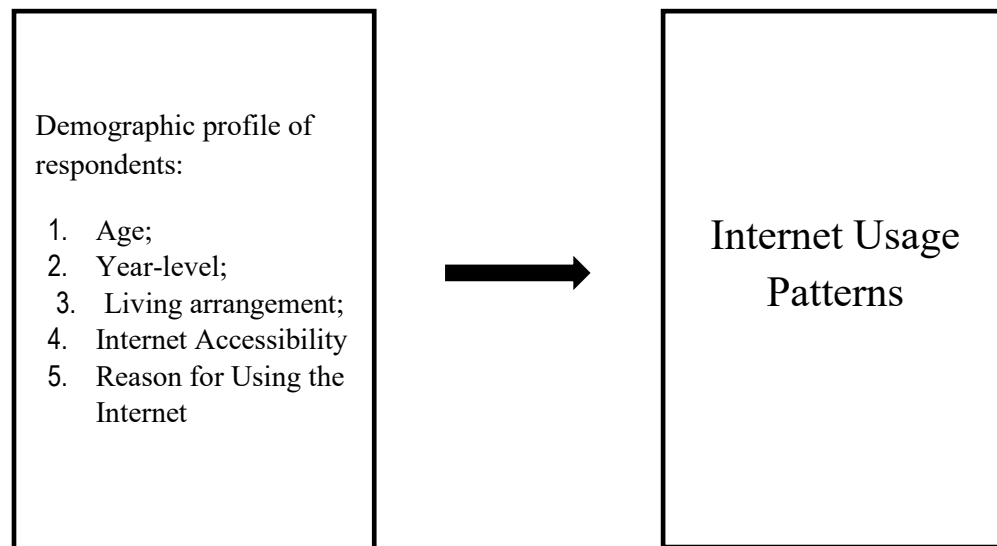 Demographic profile of
respondents:
1. Age;
2. Year-level;
3. Living arrangement;
4. Internet Accessibility
5. Reason for Using the
Internet
Internet Usage
Patterns